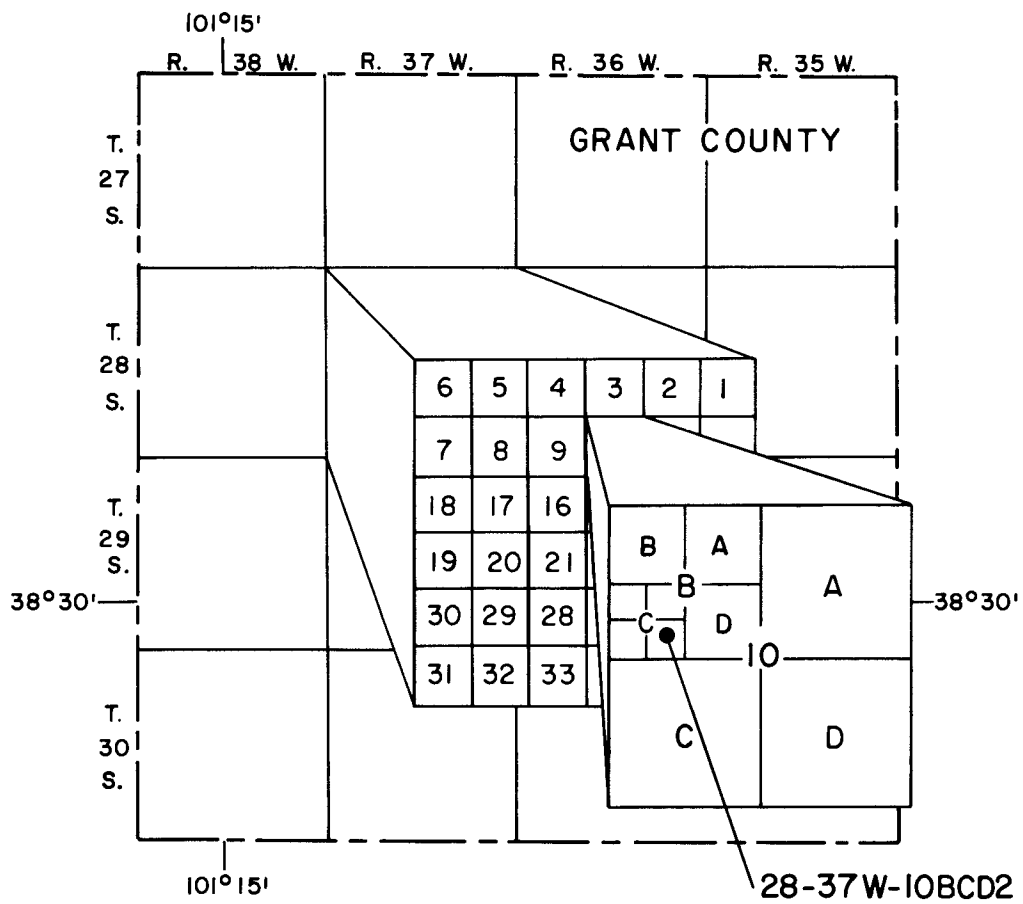 101°15'
R. 38 W. R. 37 W. R. 36 W. R. 35 W.
GRANT COUNTY
T.
27
S.
T.
28
S.
6 5 4 3 2 1
7 8 9
18 17 16
19 20 21
30 29 28
31 32 33
T.
29
S.
B A
B
A
C D
10
C D
38°30'
38°30'
T.
30
S.
101°15'
28-37W-10BCD2